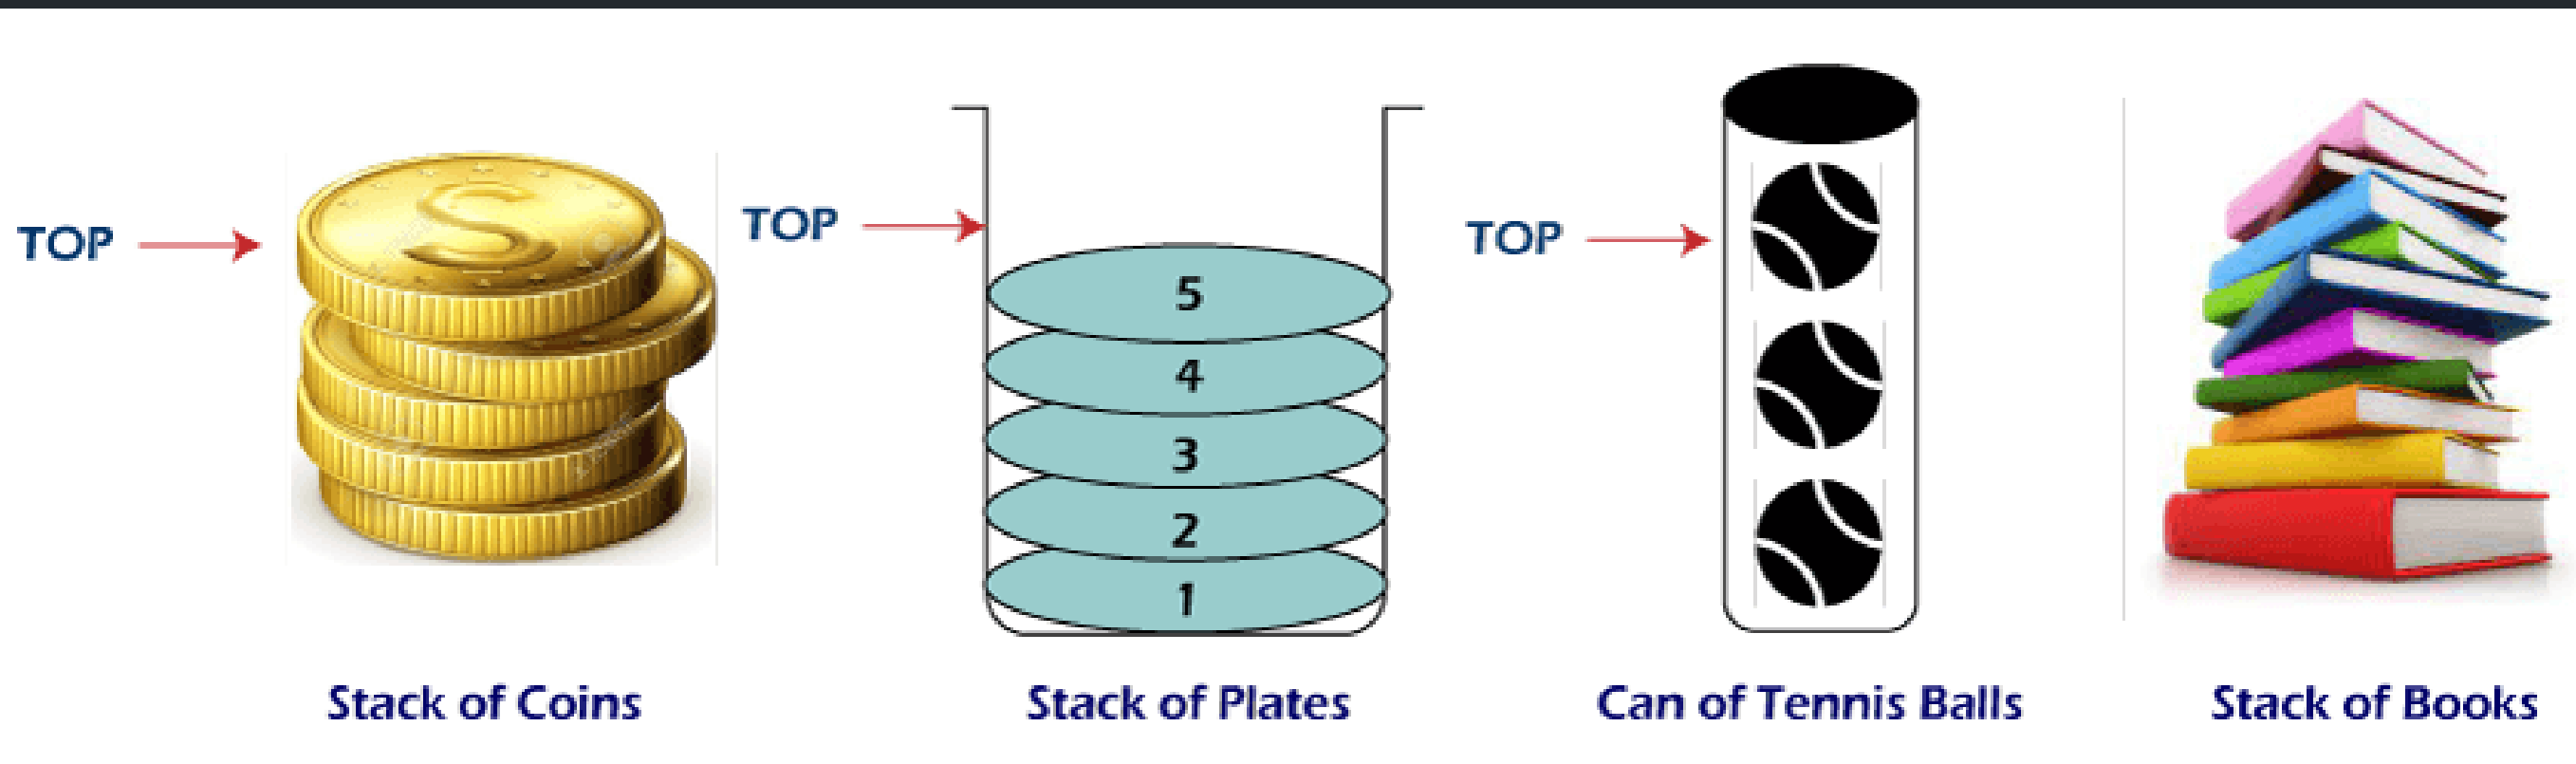 TOP
S
Stack of Coins
TOP
5
4
3
2
1
Stack of Plates
TOP
Can of Tennis Balls
Stack of Books